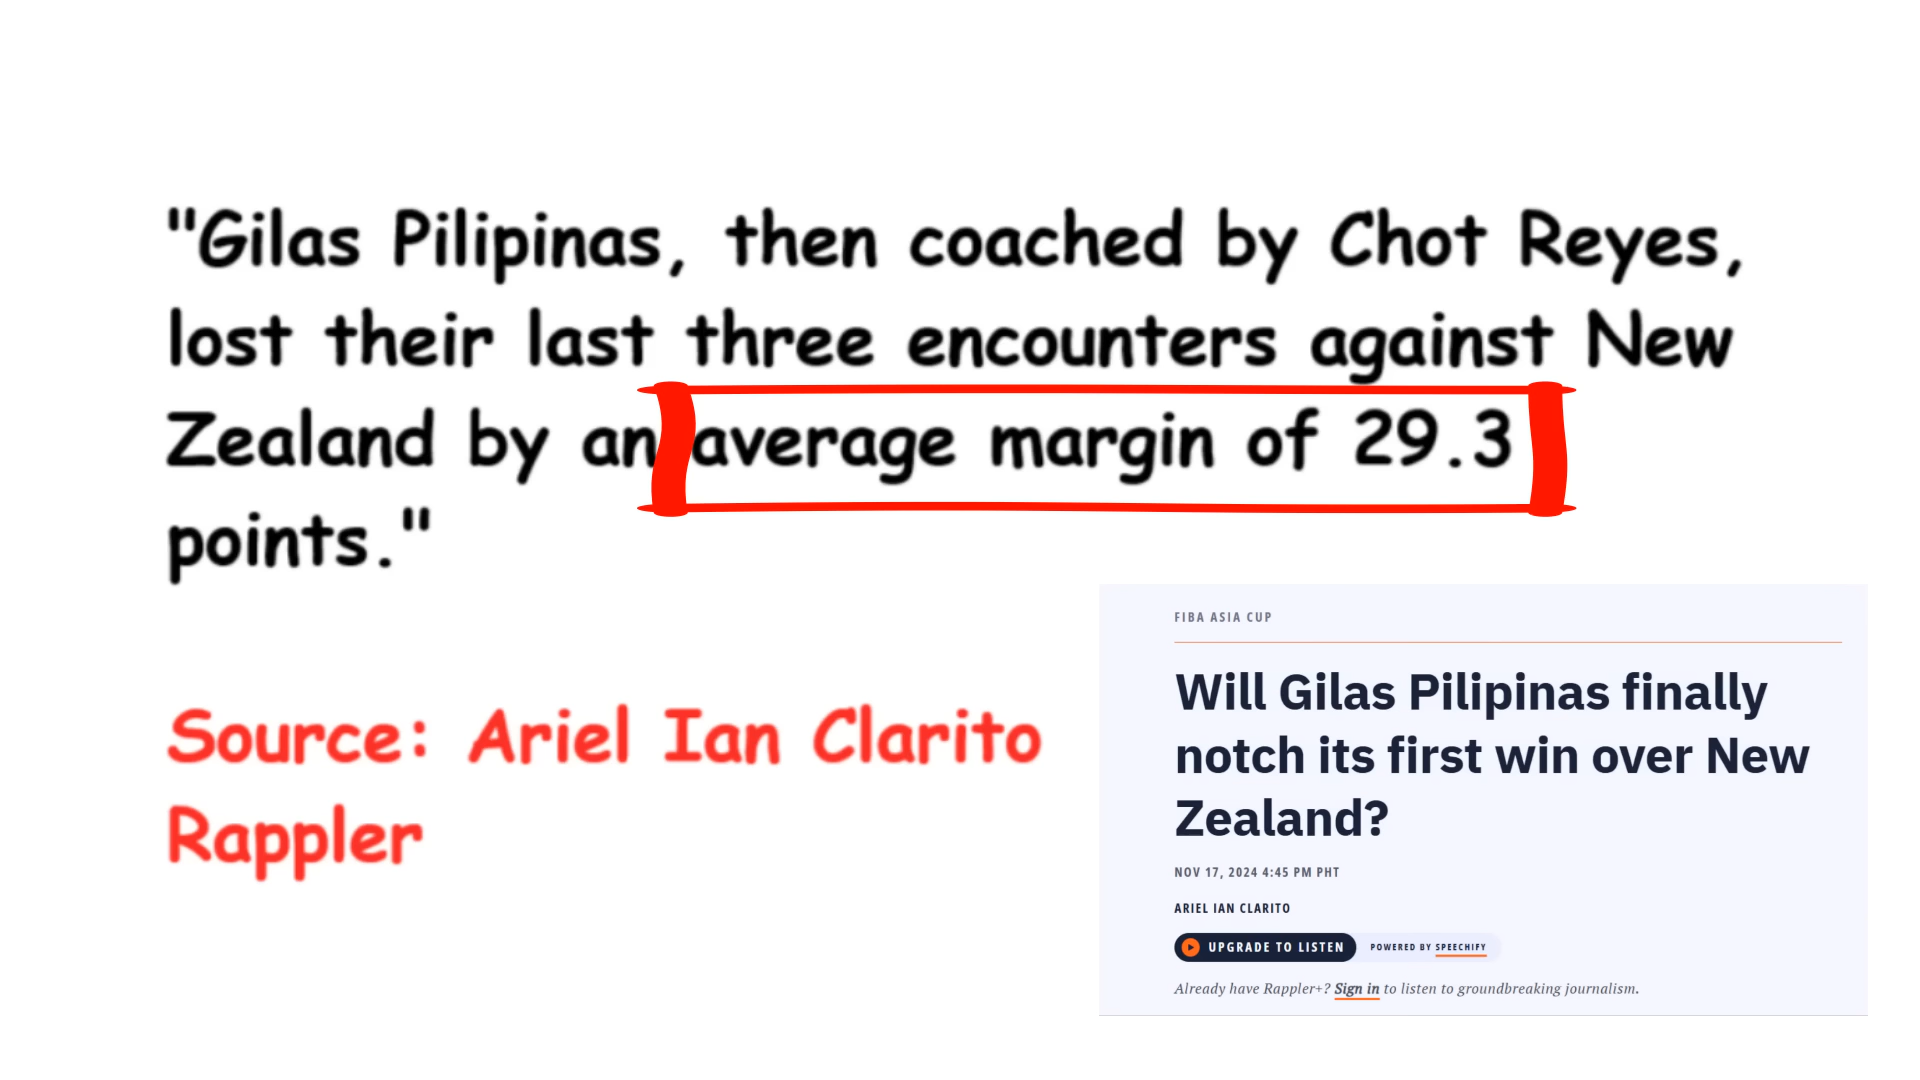 "Gilas Pilipinas, then coached by Chot Reyes,
lost their last three encounters against New
Zealand by an average margin of 29.3
points."
Source: Ariel Ian Clarito
Rappler
FIBA ASIA CUP
Will Gilas Pilipinas finally
notch its first win over New
Zealand?
NOV 17, 2024 4:45 PM PHT
ARIEL IAN CLARITO
UPGRADE TO LISTEN POWERED BY SPEECHIFY
Already have Rappler+? Sign in to listen to groundbreaking journalism.